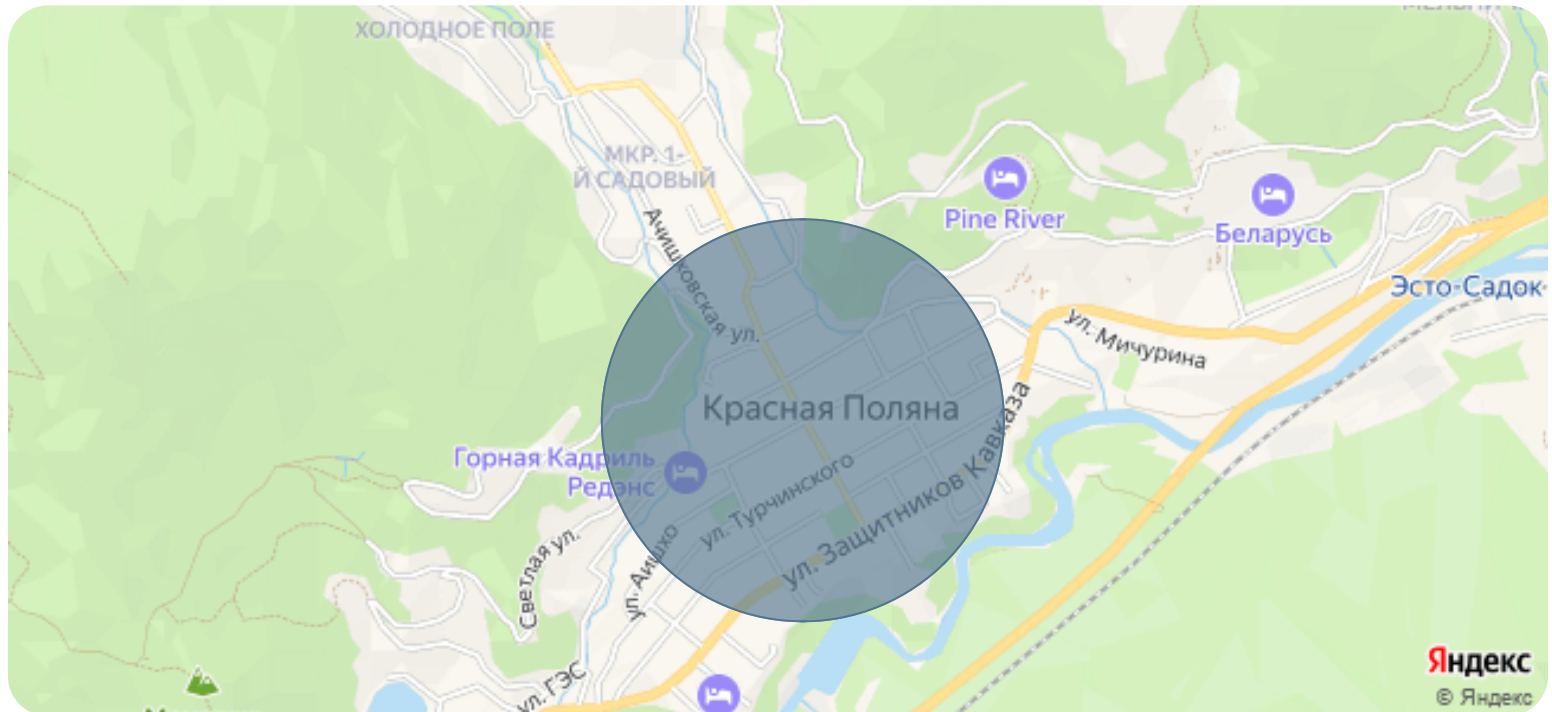 ХОЛОДНОЕ ПОЛЕ
МКР. 1-
Й САДОВЫЙ
Pine River
Беларусь
Ачишховская ул.
Эсто-Садок
ул. Мичурина
Красная Поляна
Горная Кадриль
Редэнс
ул. Турчинского
ул. Защитников Кавказа
ул. Аишхо
Светлая ул.
ул. ГЭС
Яндекс
© Яндекс